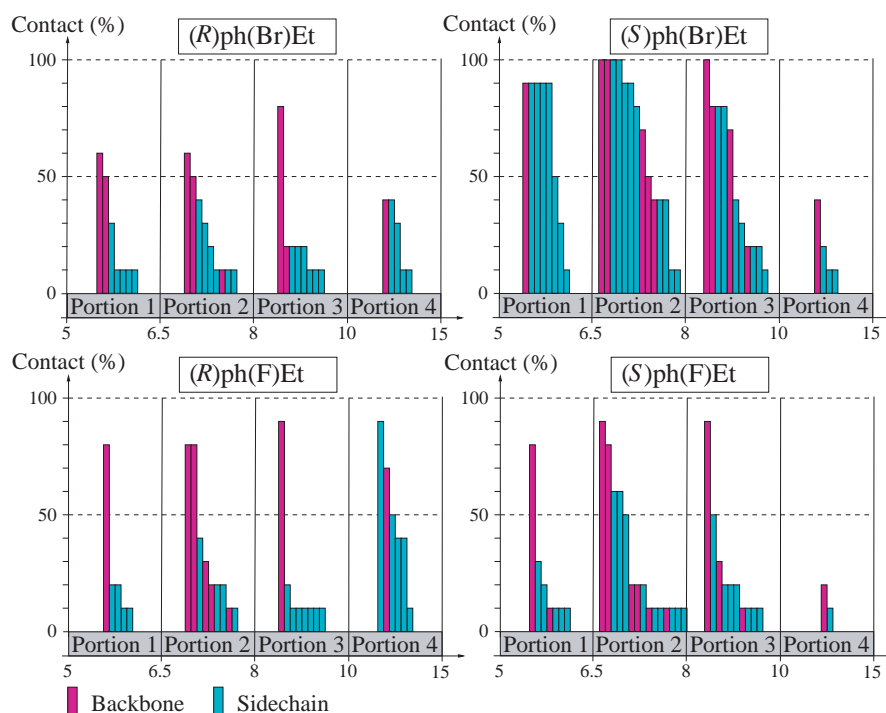 Contact (%) (R)ph(Br)Et
100
50
0
Portion 1 Portion 2 Portion 3 Portion 4
5 6.5 8 10 15
Contact (%) (S)ph(Br)Et
100
50
0
Portion 1 Portion 2 Portion 3 Portion 4
5 6.5 8 10 15
Contact (%) (R)ph(F)Et
100
50
0
Portion 1 Portion 2 Portion 3 Portion 4
5 6.5 8 10 15
Contact (%) (S)ph(F)Et
100
50
0
Portion 1 Portion 2 Portion 3 Portion 4
5 6.5 8 10 15
Backbone Sidechain